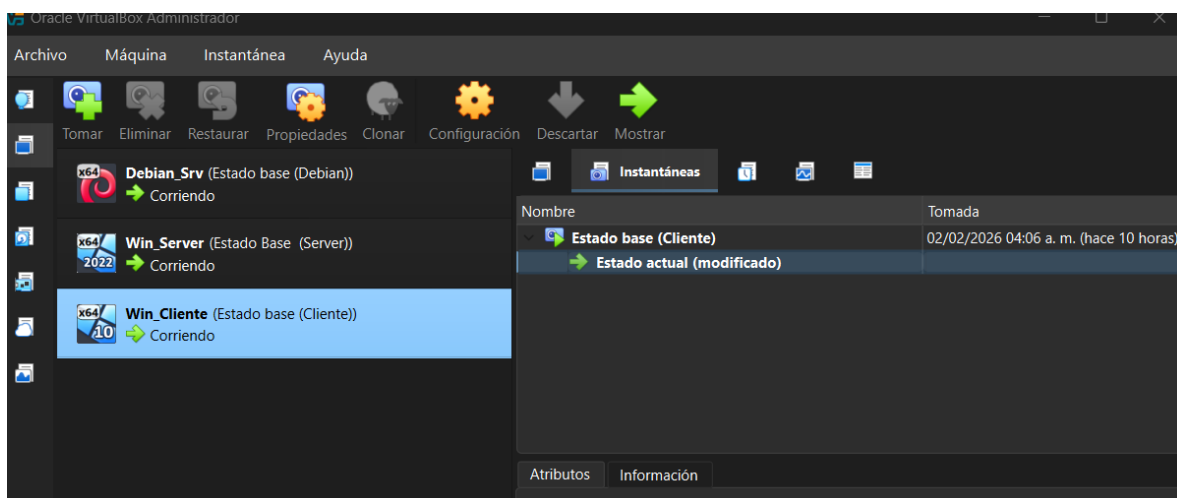 Oracle VirtualBox Administrador
Archivo Máquina Instantánea Ayuda
Tomar Eliminar Restaurar Propiedades Clonar Configuración Descartar Mostrar
x64 Debian_Srv (Estado base (Debian))
Corriendo
x64 2022 Win_Server (Estado Base  (Server))
Corriendo
x64 10 Win_Cliente (Estado base (Cliente))
Corriendo
Instantáneas
Nombre Tomada
Estado base (Cliente) 02/02/2026 04:06 a. m. (hace 10 horas)
Estado actual (modificado)
Atributos Información